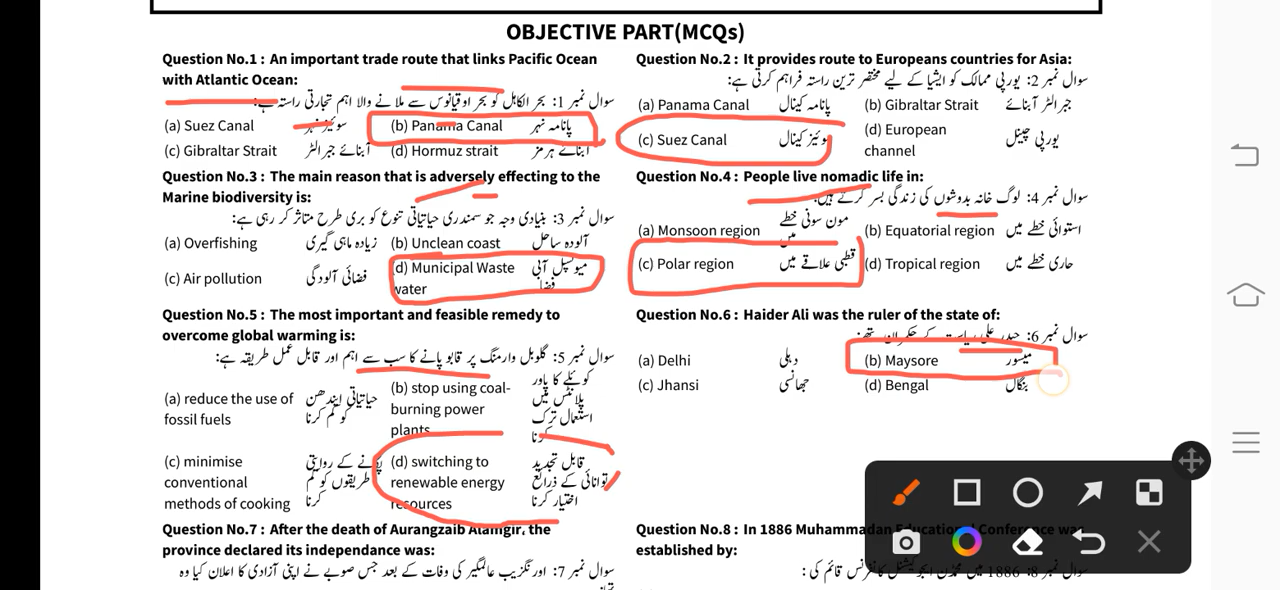 OBJECTIVE PART(MCQs)
Question No.1 : An important trade route that links Pacific Ocean
with Atlantic Ocean:
سوال نمبر 1: بحر الکاہل کو بحر اوقیانوس سے ملانے والا اہم تجارتی راستہ ہے:
(a) Suez Canal سوئیز نہر (b) Panama Canal پانامہ نہر
(c) Gibraltar Strait آبنائے جبرالٹر (d) Hormuz strait آبنائے ہرمز
Question No.2 : It provides route to Europeans countries for Asia:
سوال نمبر 2: یورپی ممالک کو ایشیا کے لیے مختصر ترین راستہ فراہم کرتی ہے:
(a) Panama Canal پانامہ کینال (b) Gibraltar Strait جبرالٹر آبنائے
(c) Suez Canal سوئیز کینال (d) European
channel یورپی چینل
Question No.3 : The main reason that is adversely effecting to the
Marine biodiversity is:
سوال نمبر 3: بنیادی وجہ جو سمندری حیاتیاتی تنوع کو بری طرح متاثر کر رہی ہے:
(a) Overfishing زیادہ ماہی گیری (b) Unclean coast آلودہ ساحل
(c) Air pollution فضائی آلودگی (d) Municipal Waste
water میونسپل آبی فضلہ
Question No.4 : People live nomadic life in:
سوال نمبر 4: لوگ خانہ بدوشوں کی زندگی بسر کرتے ہیں:
(a) Monsoon region مون سونی خطے میں (b) Equatorial region استوائی خطے میں
(c) Polar region قطبی علاقے میں (d) Tropical region حاری خطے میں
Question No.5 : The most important and feasible remedy to
overcome global warming is:
سوال نمبر 5: گلوبل وارمنگ پر قابو پانے کا سب سے اہم اور قابل عمل طریقہ ہے:
(a) reduce the use of
fossil fuels حیاتیاتی ایندھن کو کم کرنا
(b) stop using coal-
burning power
plants کوئلے کا پاور پلانٹس میں استعمال ترک کرنا
(c) minimise
conventional
methods of cooking پکانے کے روایتی طریقوں کو کم کرنا
(d) switching to
renewable energy
resources قابل تجدید توانائی کے ذرائع اختیار کرنا
Question No.6 : Haider Ali was the ruler of the state of:
سوال نمبر 6: حیدر علی ریاست کے حکمران تھے:
(a) Delhi دہلی (b) Maysore میسور
(c) Jhansi جھانسی (d) Bengal بنگال
Question No.7 : After the death of Aurangzaib Alamgir, the
province declared its independance was:
سوال نمبر 7: اورنگزیب عالمگیر کی وفات کے بعد جس صوبے نے اپنی آزادی کا اعلان کیا وہ
Question No.8 : In 1886 Muhammadan Educational Conference was
established by:
سوال نمبر 8: 1886 میں محمڈن ایجوکیشنل کانفرنس قائم کی :